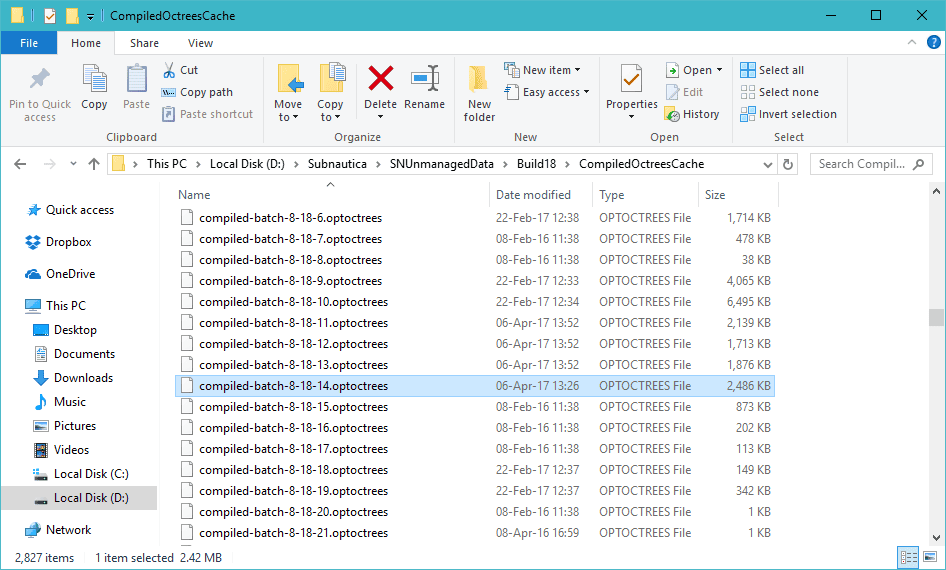 CompiledOctreesCache
File Home Share View
Pin to Quick access
Copy
Paste
Cut
Copy path
Paste shortcut
Clipboard
Move to
Copy to
Delete
Rename
Organize
New folder
New item
Easy access
New
Properties
Open
Edit
History
Open
Select all
Select none
Invert selection
Select
This PC > Local Disk (D:) > Subnautica > SNUnmanagedData > Build18 > CompiledOctreesCache
Search Compil...
Quick access
Dropbox
OneDrive
This PC
Desktop
Documents
Downloads
Music
Pictures
Videos
Local Disk (C:)
Local Disk (D:)
Network
Name Date modified Type Size
compiled-batch-8-18-6.optoctrees 22-Feb-17 12:38 OPTOCTREES File 1,714 KB
compiled-batch-8-18-7.optoctrees 08-Feb-16 11:38 OPTOCTREES File 478 KB
compiled-batch-8-18-8.optoctrees 08-Feb-16 11:38 OPTOCTREES File 38 KB
compiled-batch-8-18-9.optoctrees 22-Feb-17 12:33 OPTOCTREES File 4,065 KB
compiled-batch-8-18-10.optoctrees 22-Feb-17 12:34 OPTOCTREES File 6,495 KB
compiled-batch-8-18-11.optoctrees 06-Apr-17 13:52 OPTOCTREES File 2,139 KB
compiled-batch-8-18-12.optoctrees 06-Apr-17 13:52 OPTOCTREES File 1,713 KB
compiled-batch-8-18-13.optoctrees 06-Apr-17 13:52 OPTOCTREES File 1,876 KB
compiled-batch-8-18-14.optoctrees 06-Apr-17 13:26 OPTOCTREES File 2,486 KB
compiled-batch-8-18-15.optoctrees 08-Feb-16 11:38 OPTOCTREES File 873 KB
compiled-batch-8-18-16.optoctrees 08-Feb-16 11:38 OPTOCTREES File 202 KB
compiled-batch-8-18-17.optoctrees 08-Feb-16 11:38 OPTOCTREES File 113 KB
compiled-batch-8-18-18.optoctrees 22-Feb-17 12:37 OPTOCTREES File 149 KB
compiled-batch-8-18-19.optoctrees 22-Feb-17 12:37 OPTOCTREES File 342 KB
compiled-batch-8-18-20.optoctrees 08-Feb-16 11:38 OPTOCTREES File 1 KB
compiled-batch-8-18-21.optoctrees 08-Apr-16 16:59 OPTOCTREES File 1 KB
2,827 items 1 item selected 2.42 MB